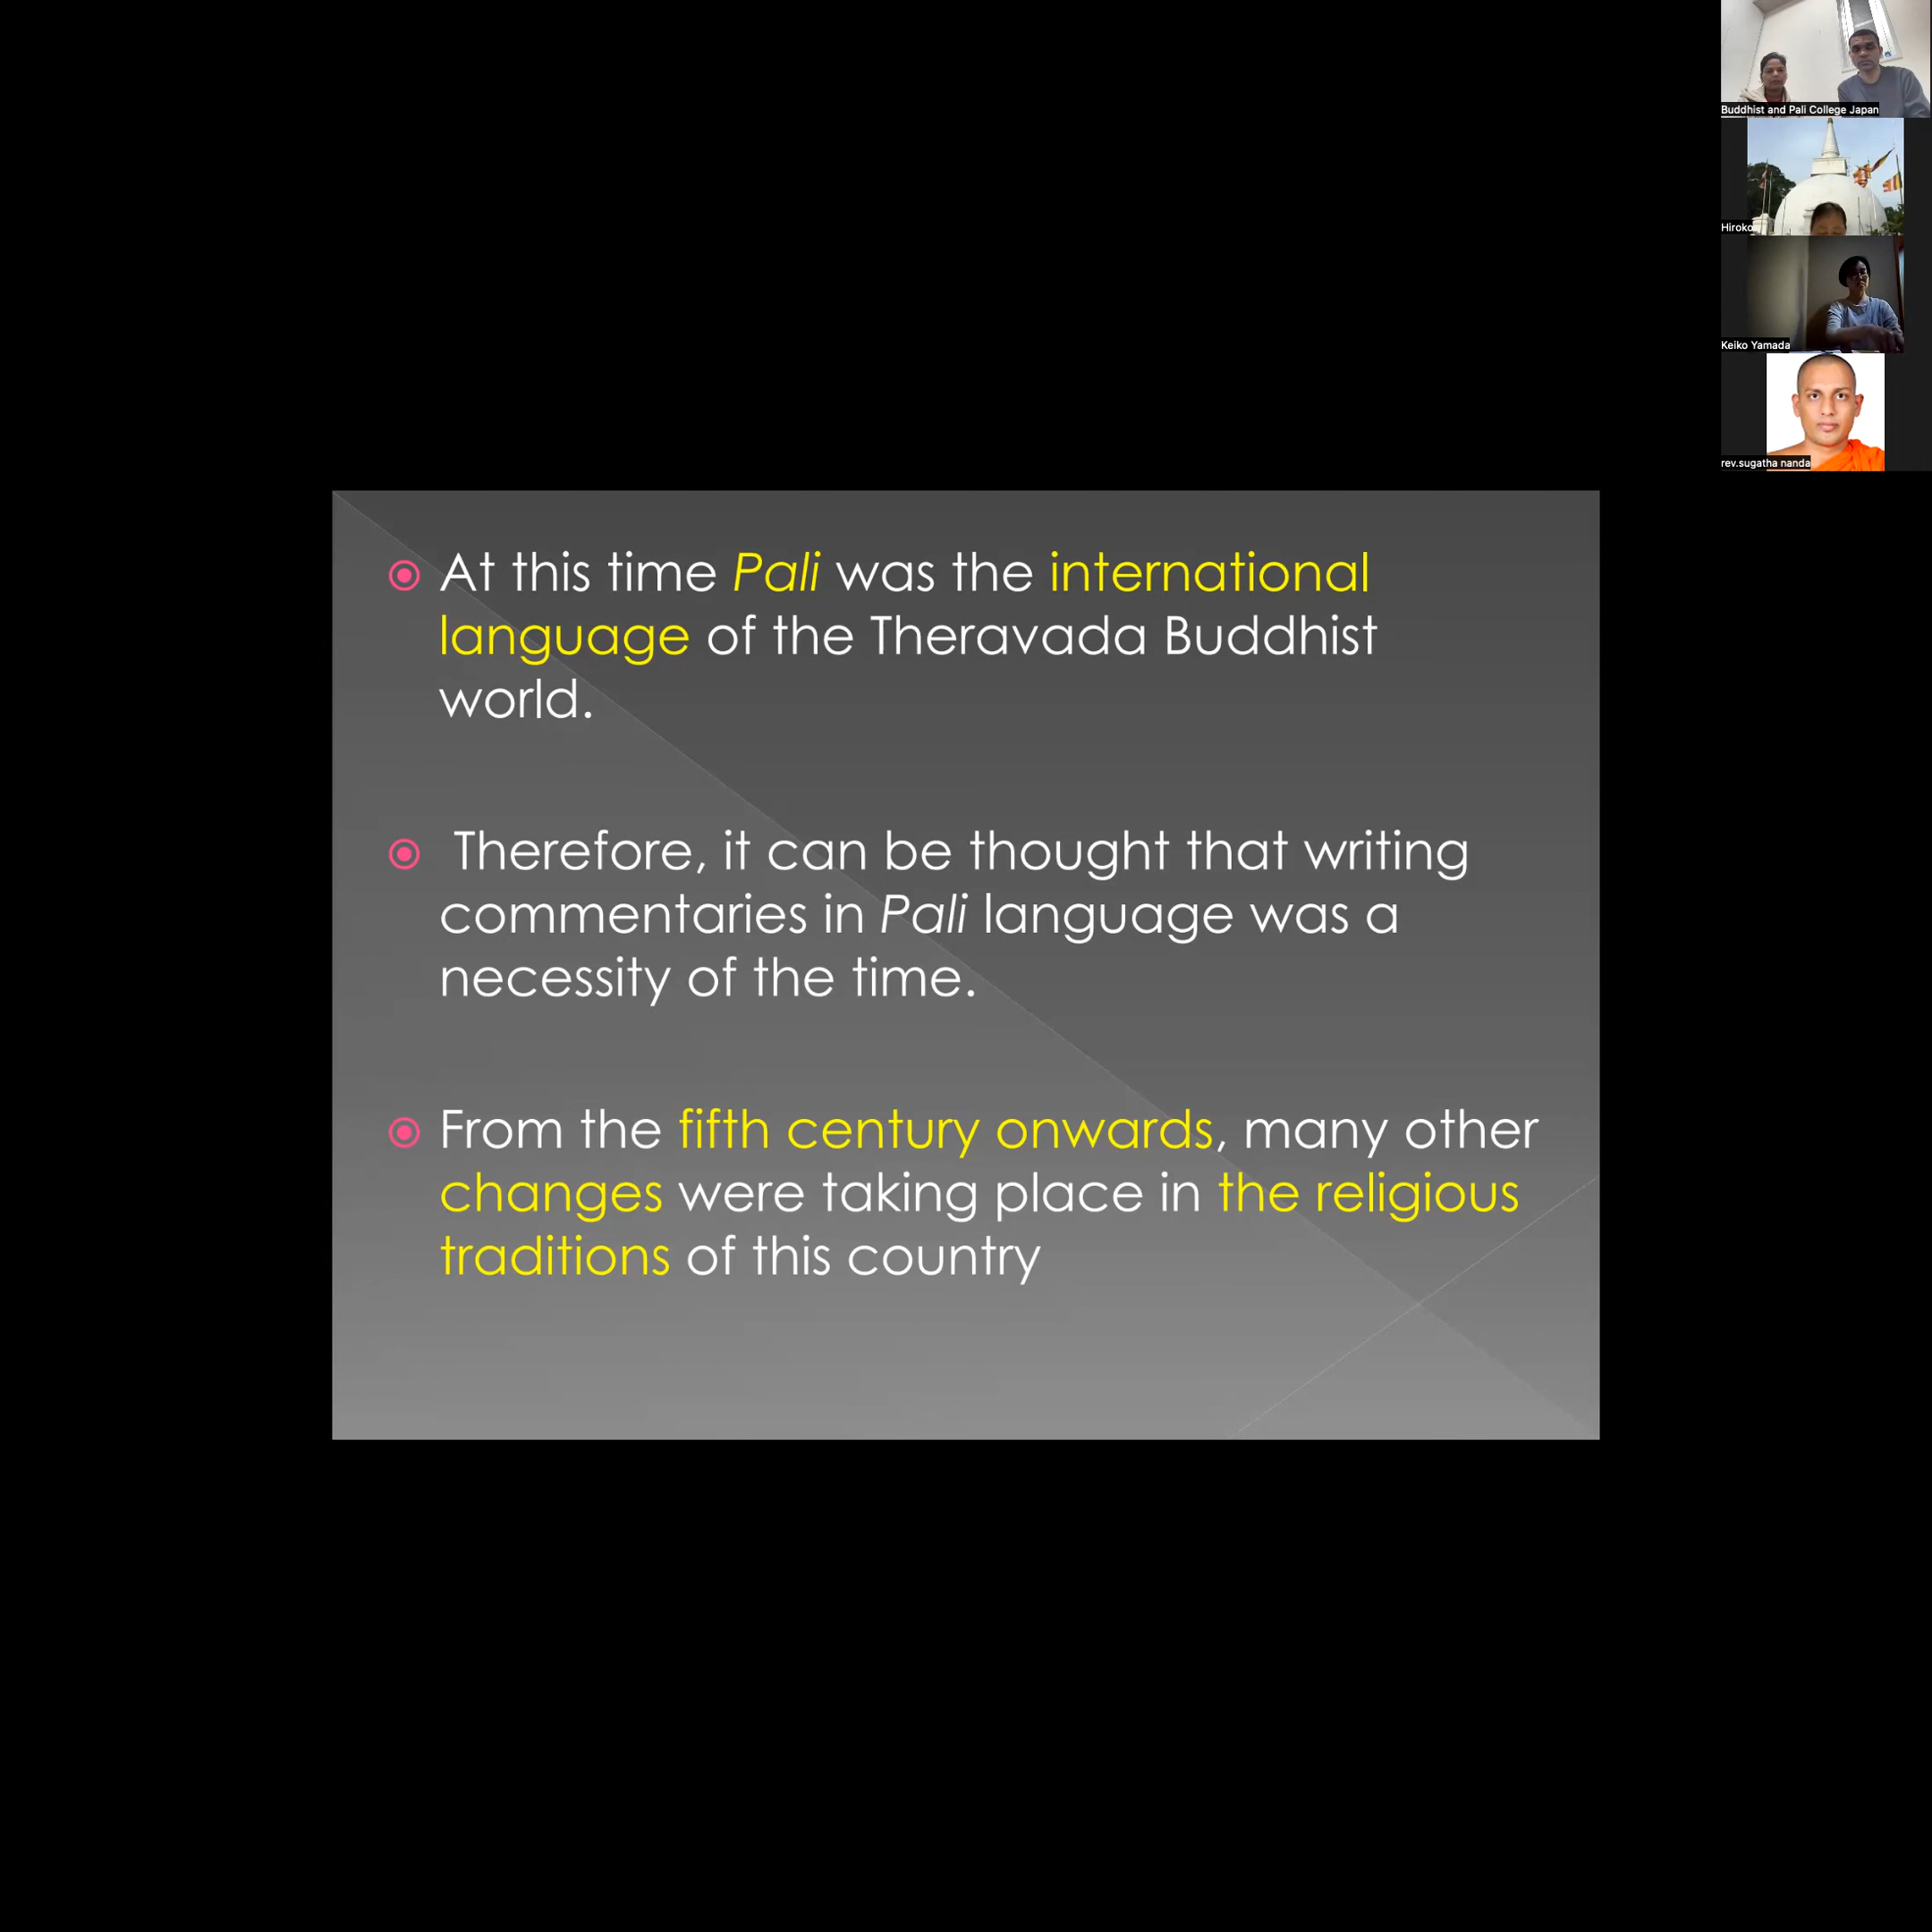 Buddhist and Pali College Japan
Hiroko
Keiko Yamada
rev.sugatha nanda
At this time Pali was the international
language of the Theravada Buddhist
world.
Therefore, it can be thought that writing
commentaries in Pali language was a
necessity of the time.
From the fifth century onwards, many other
changes were taking place in the religious
traditions of this country